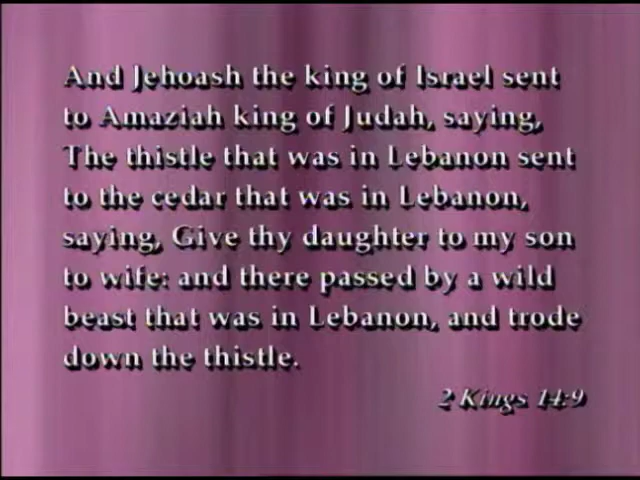 And Jehoash the king of Israel sent
to Amaziah king of Judah, saying,
The thistle that was in Lebanon sent
to the cedar that was in Lebanon,
saying, Give thy daughter to my son
to wife: and there passed by a wild
beast that was in Lebanon, and trode
down the thistle.
2 Kings 14:9